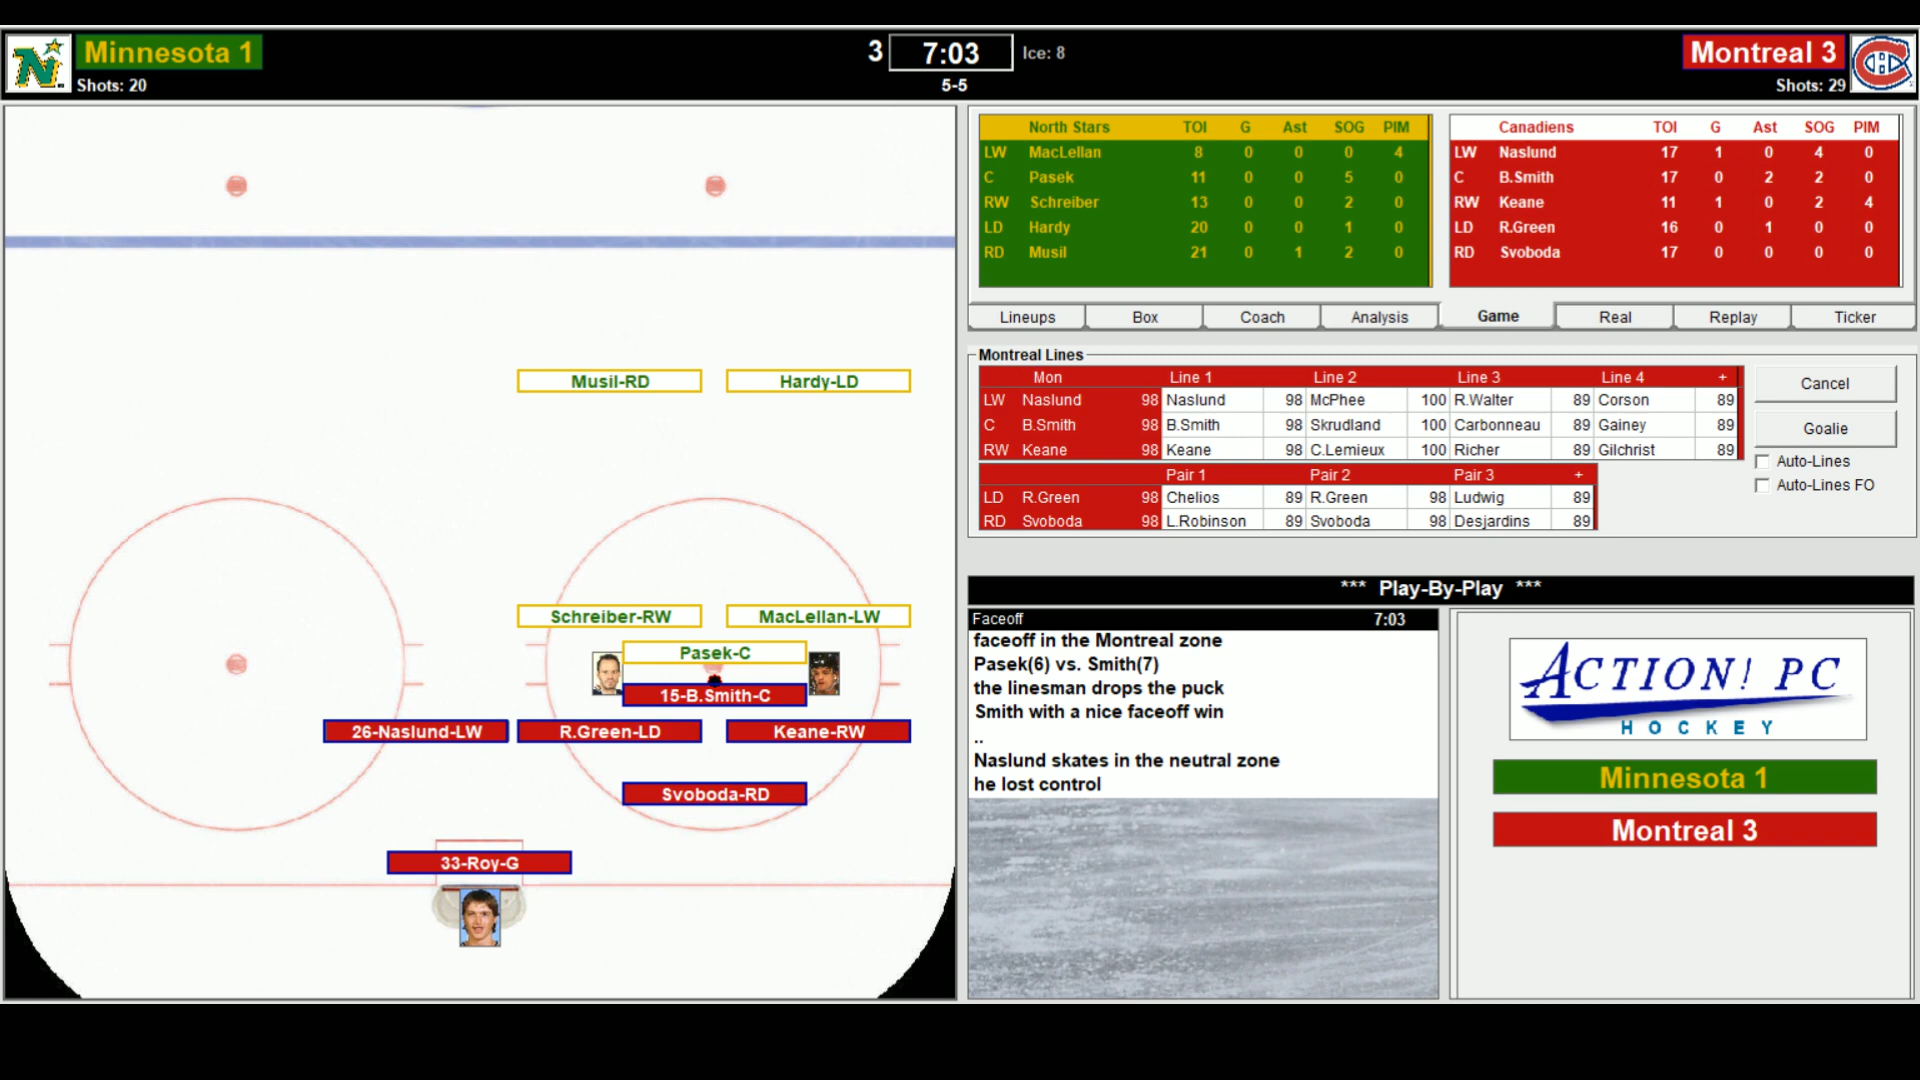 Minnesota 1
Shots: 20
3 7:03 Ice: 8
5-5
Montreal 3
Shots: 29
North Stars TOI G Ast SOG PIM
LW MacLellan 8 0 0 0 4
C Pasek 11 0 0 5 0
RW Schreiber 13 0 0 2 0
LD Hardy 20 0 0 1 0
RD Musil 21 0 1 2 0
Canadiens TOI G Ast SOG PIM
LW Naslund 17 1 0 4 0
C B.Smith 17 0 2 2 0
RW Keane 11 1 0 2 4
LD R.Green 16 0 1 0 0
RD Svoboda 17 0 0 0 0
Lineups Box Coach Analysis Game Real Replay Ticker
Montreal Lines
Mon Line 1 Line 2 Line 3 Line 4 +
LW Naslund 98 Naslund 98 McPhee 100 R.Walter 89 Corson 89
C B.Smith 98 B.Smith 98 Skrudland 100 Carbonneau 89 Gainey 89
RW Keane 98 Keane 98 C.Lemieux 100 Richer 89 Gilchrist 89
Pair 1 Pair 2 Pair 3 +
LD R.Green 98 Chelios 89 R.Green 98 Ludwig 89
RD Svoboda 98 L.Robinson 89 Svoboda 98 Desjardins 89
Cancel
Goalie
Auto-Lines
Auto-Lines FO
Musil-RD Hardy-LD
Schreiber-RW MacLellan-LW
Pasek-C
15-B.Smith-C
26-Naslund-LW R.Green-LD Keane-RW
Svoboda-RD
33-Roy-G
*** Play-By-Play ***
Faceoff 7:03
faceoff in the Montreal zone
Pasek(6) vs. Smith(7)
the linesman drops the puck
Smith with a nice faceoff win
..
Naslund skates in the neutral zone
he lost control
ACTION! PC
HOCKEY
Minnesota 1
Montreal 3